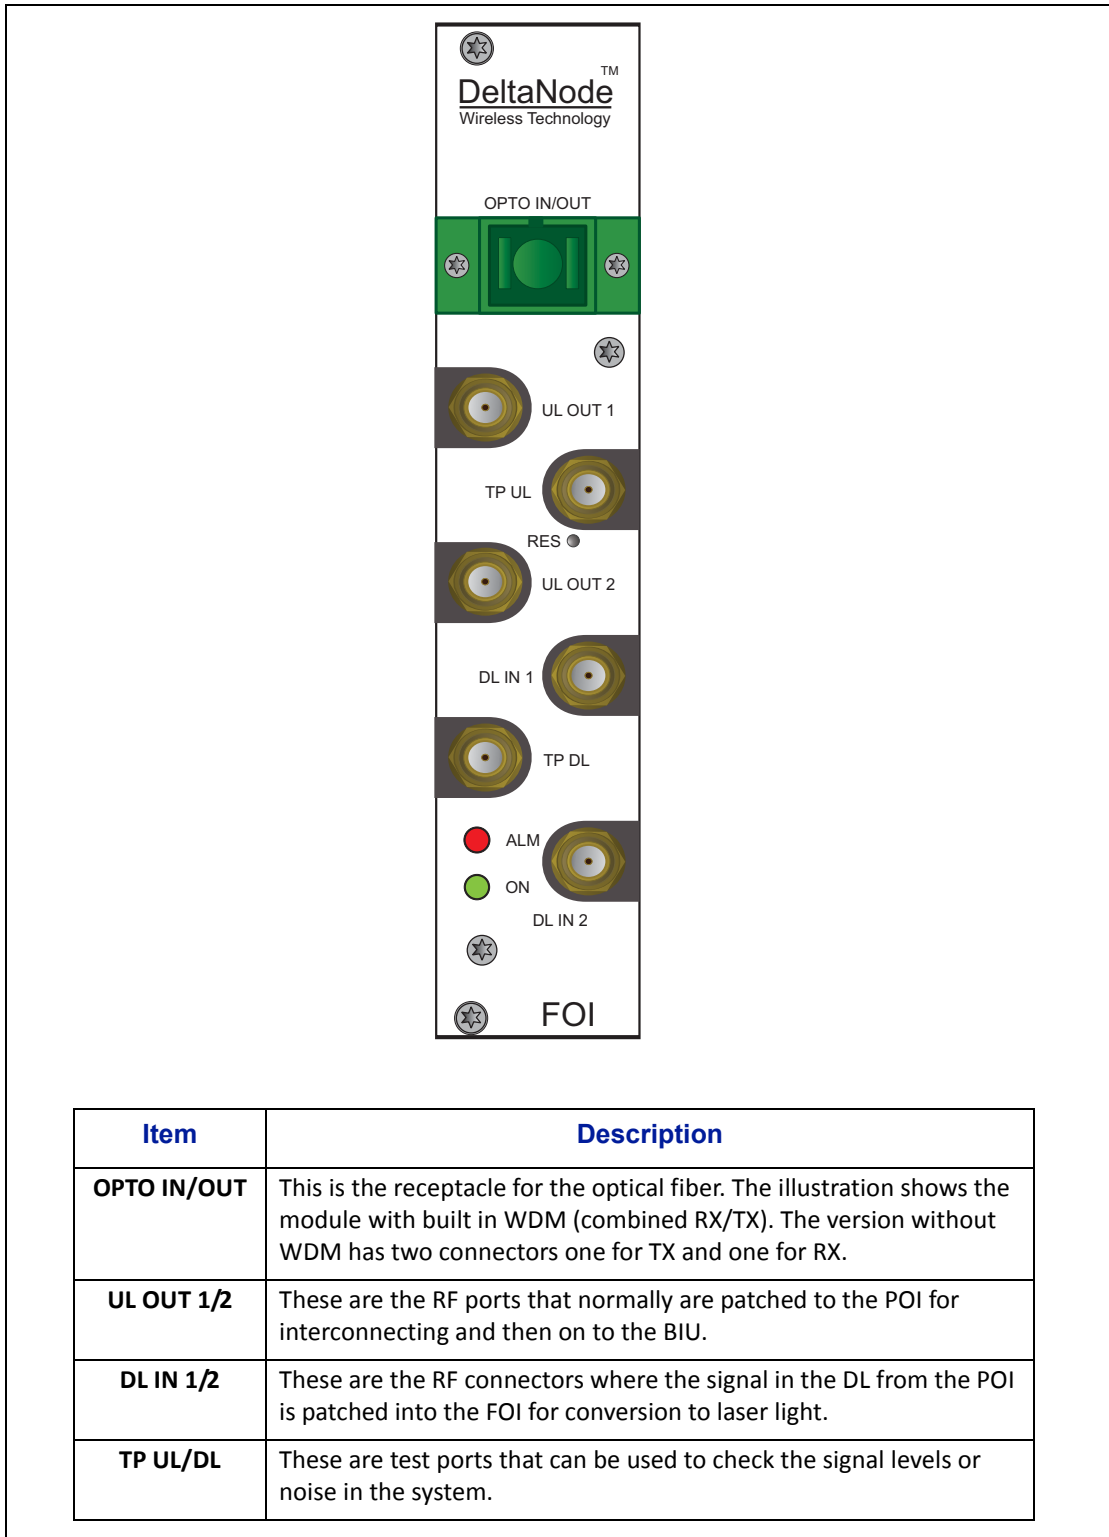 TM
DeltaNode
Wireless Technology
OPTO IN/OUT
UL OUT 1
TP UL
RES
UL OUT 2
DL IN 1
TP DL
ALM
ON
DL IN 2
FOI
Item Description
OPTO IN/OUT This is the receptacle for the optical fiber. The illustration shows the
module with built in WDM (combined RX/TX). The version without
WDM has two connectors one for TX and one for RX.
UL OUT 1/2 These are the RF ports that normally are patched to the POI for
interconnecting and then on to the BIU.
DL IN 1/2 These are the RF connectors where the signal in the DL from the POI
is patched into the FOI for conversion to laser light.
TP UL/DL These are test ports that can be used to check the signal levels or
noise in the system.